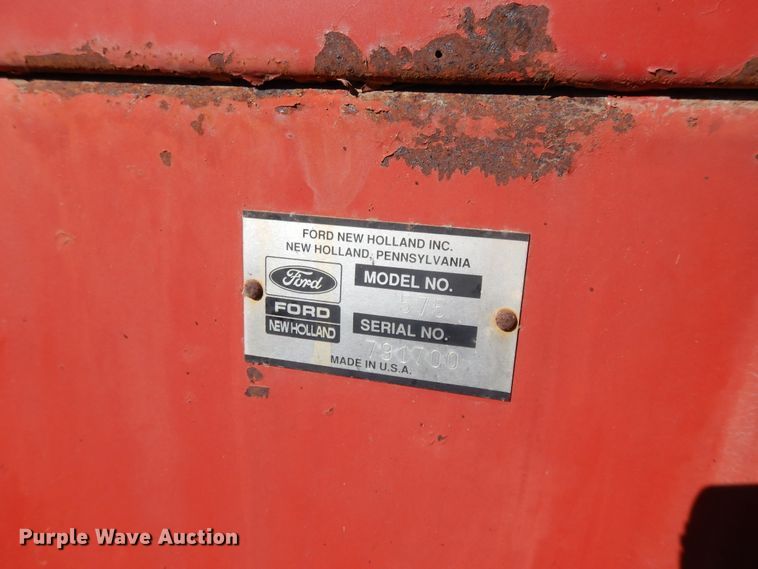 FORD NEW HOLLAND INC.
NEW HOLLAND, PENNSYLVANIA
Ford
FORD
NEW HOLLAND
MODEL NO.
575
SERIAL NO.
791700
MADE IN U.S.A.
Purple Wave Auction